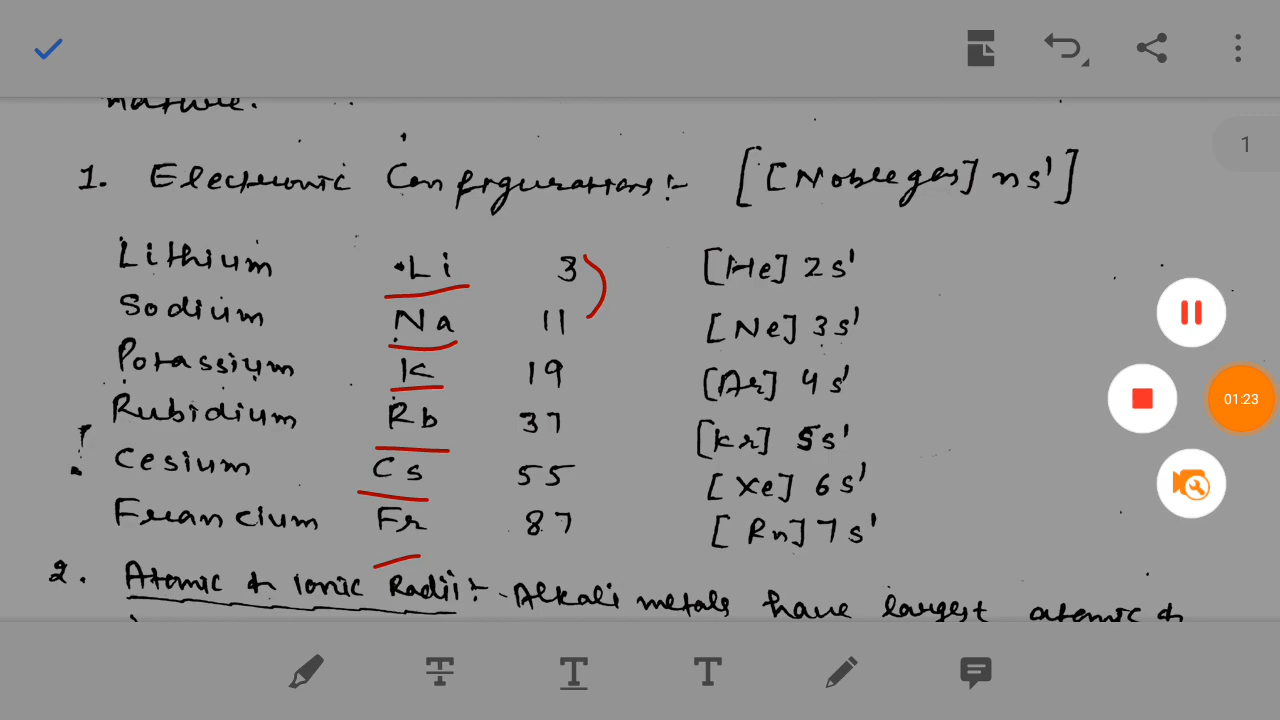 nature.
1
1. Electronic Configurations:- [[Noble gas] ns¹]
Lithium Li 3 [He] 2s¹
Sodium Na 11 [Ne] 3s¹
Potassium K 19 [Ar] 4s¹
Rubidium Rb 37 [Kr] 5s¹
Cesium Cs 55 [Xe] 6s¹
Francium Fr 87 [Rn] 7s¹
2. Atomic & Ionic Radii:- Alkali metals have largest atomic &
01:23